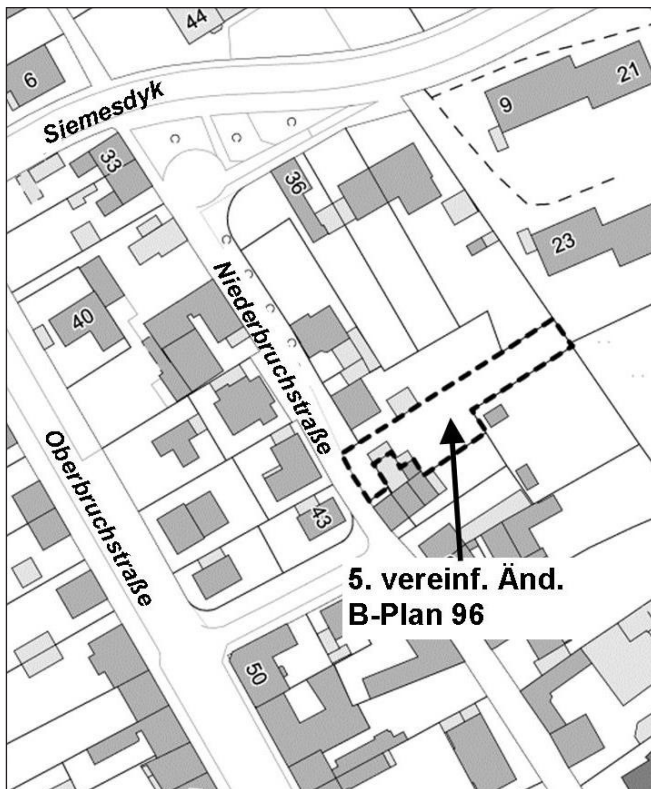 44
6
Siemesdyk
21
9
33
36
23
40
Niederbruchstraße
Oberbruchstraße
43
5. vereinf. Änd.
B-Plan 96
50